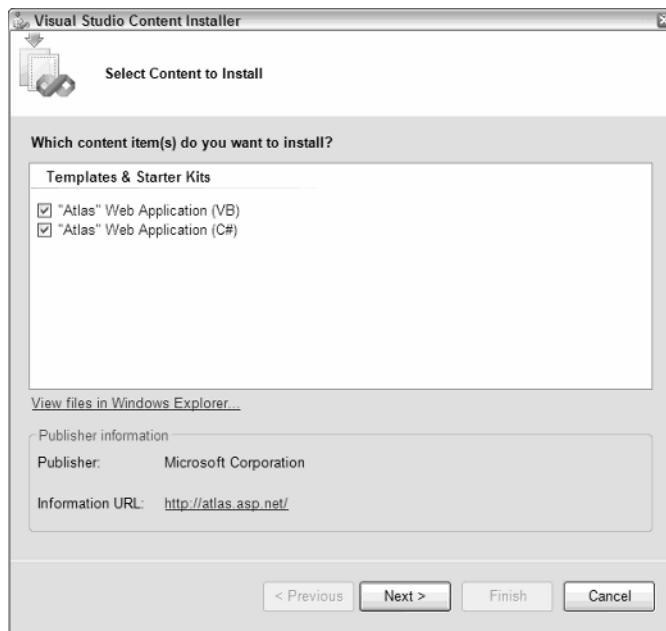 Visual Studio Content Installer
Select Content to Install
Which content item(s) do you want to install?
Templates & Starter Kits
"Atlas" Web Application (VB)
"Atlas" Web Application (C#)
View files in Windows Explorer...
Publisher information
Publisher: Microsoft Corporation
Information URL: http://atlas.asp.net/
< Previous Next > Finish Cancel